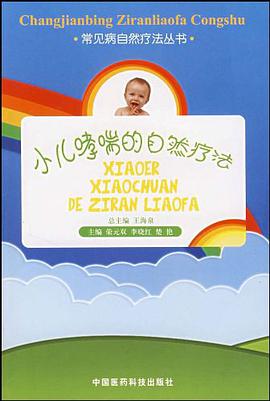 Changjianbing Ziranliaofa Congshu
·常见病自然疗法丛书·
小儿哮喘的自然疗法
XIAOER
XIAOCHUAN
DE ZIRAN LIAOFA
总主编 王海泉
主编 荣元双 李晓红 楚艳
中国医药科技出版社